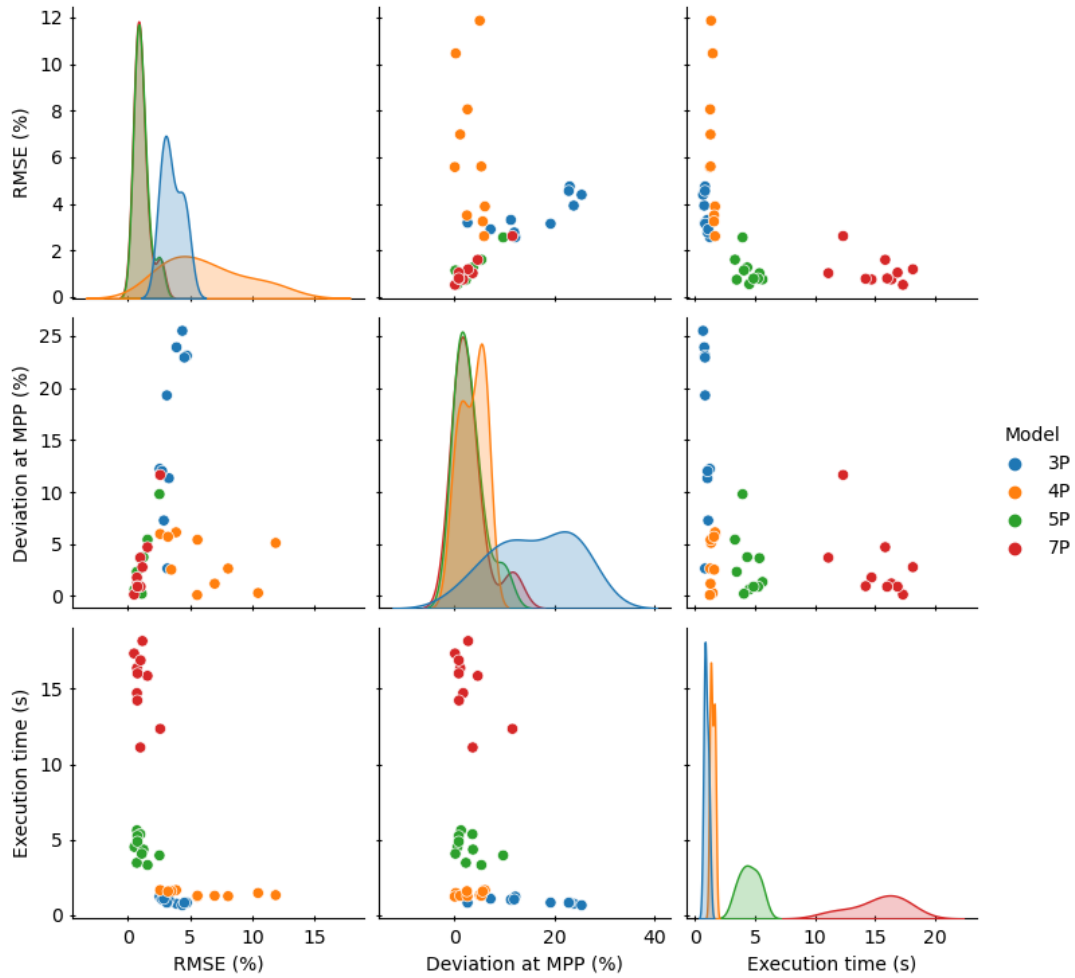 12
10
8
6
4
2
0
RMSE (%)
25
20
15
10
5
0
Deviation at MPP (%)
Model
3P
4P
5P
7P
15
10
5
0
Execution time (s)
0 5 10 15
0 20 40
0 5 10 15 20
RMSE (%)
Deviation at MPP (%)
Execution time (s)